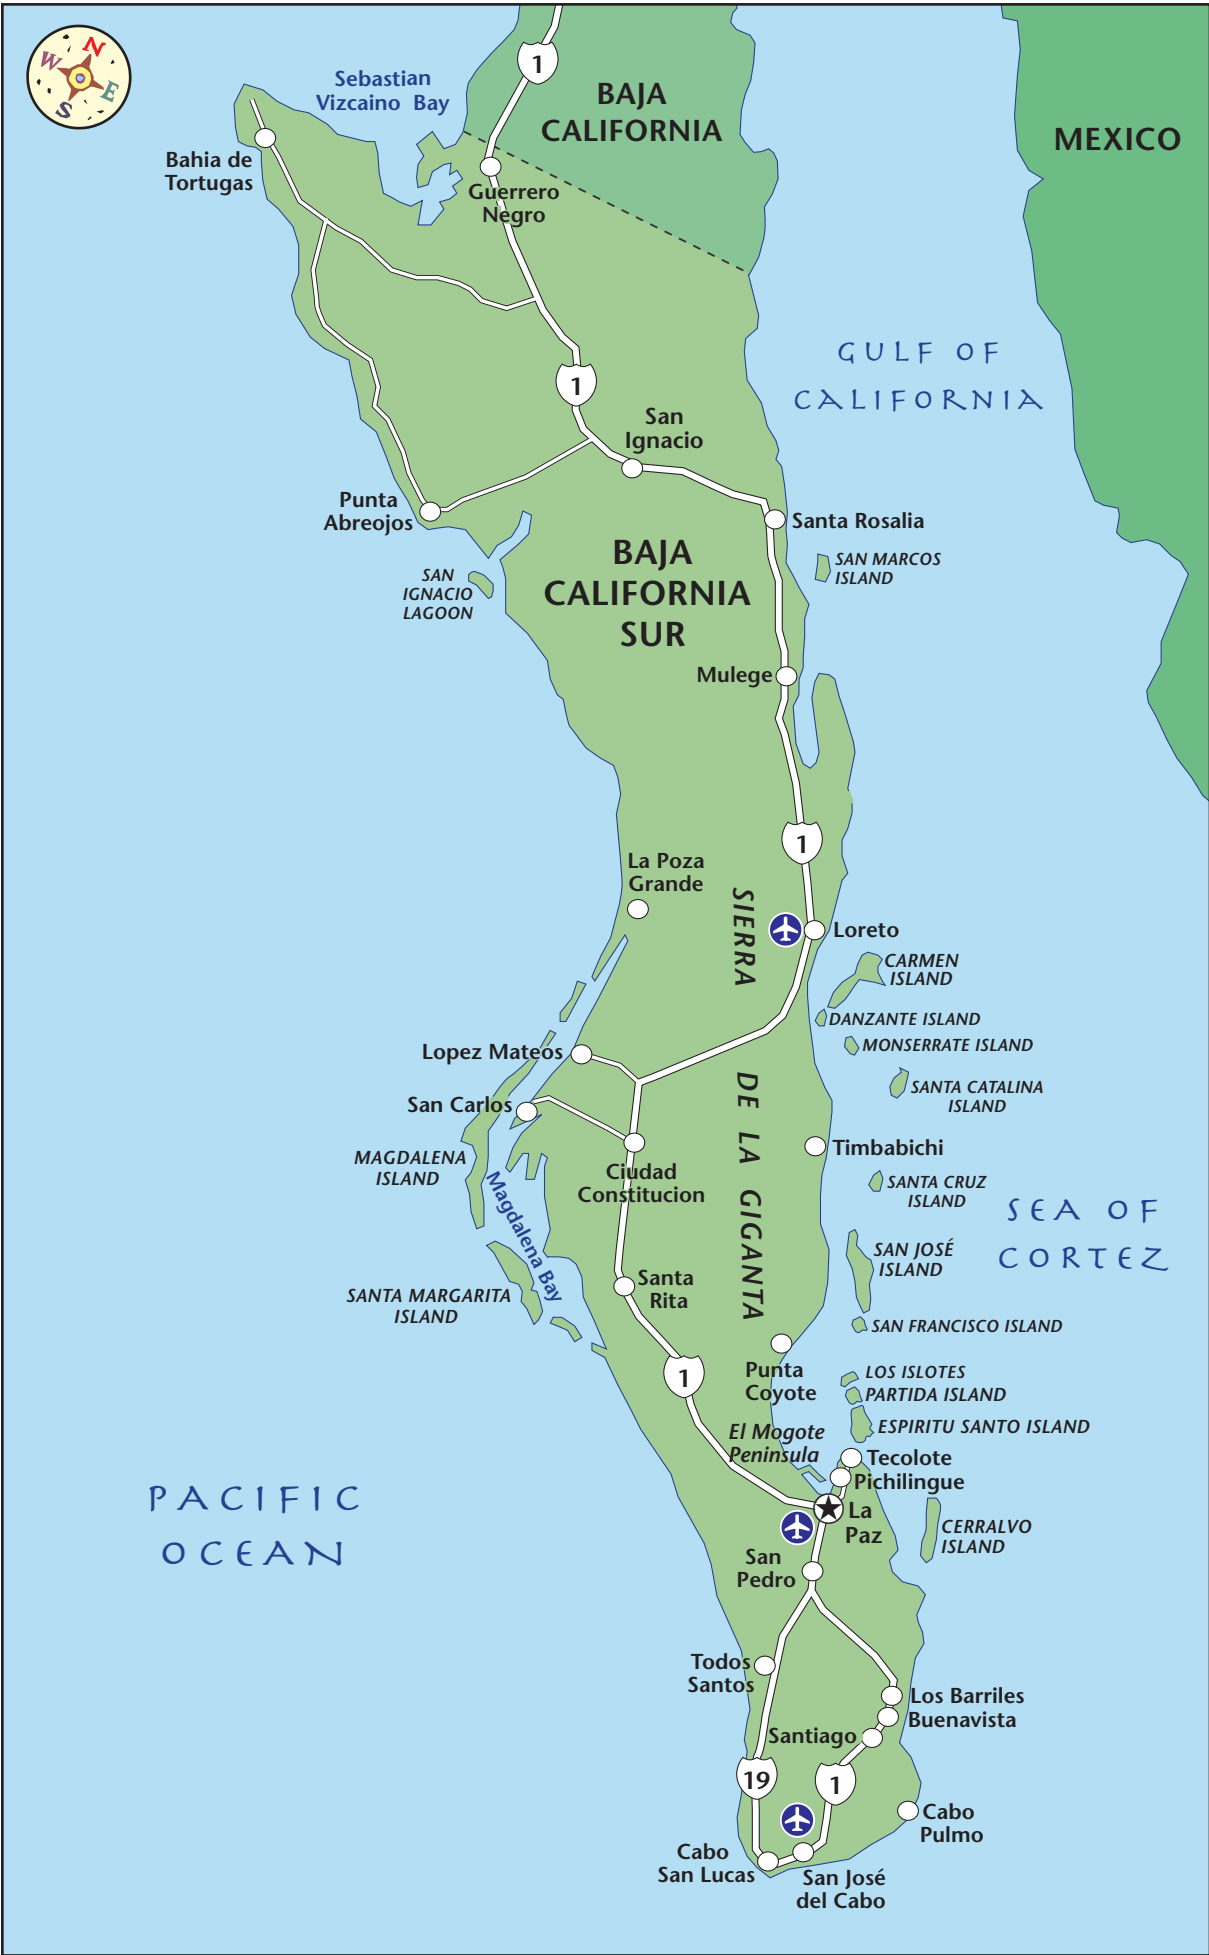 N
W
E
S
Sebastian
Vizcaino Bay
1
BAJA
CALIFORNIA
MEXICO
Bahia de
Tortugas
Guerrero
Negro
GULF OF
CALIFORNIA
1
San
Ignacio
Punta
Abreojos
Santa Rosalia
BAJA
CALIFORNIA
SUR
SAN MARCOS
ISLAND
SAN
IGNACIO
LAGOON
Mulege
1
La Poza
Grande
SIERRA
DE LA GIGANTA
Loreto
CARMEN
ISLAND
DANZANTE ISLAND
MONSERRATE ISLAND
Lopez Mateos
SANTA CATALINA
ISLAND
San Carlos
Timbabichi
MAGDALENA
ISLAND
Ciudad
Constitucion
Magdalena Bay
SANTA CRUZ
ISLAND
SEA OF
CORTEZ
SAN JOSÉ
ISLAND
SANTA MARGARITA
ISLAND
Santa
Rita
SAN FRANCISCO ISLAND
1
Punta
Coyote
LOS ISLOTES
PARTIDA ISLAND
ESPIRITU SANTO ISLAND
El Mogote
Peninsula
Tecolote
Pichilingue
PACIFIC
OCEAN
La
Paz
CERRALVO
ISLAND
San
Pedro
Todos
Santos
Los Barriles
Buenavista
Santiago
19
1
Cabo
Pulmo
Cabo
San Lucas
San José
del Cabo